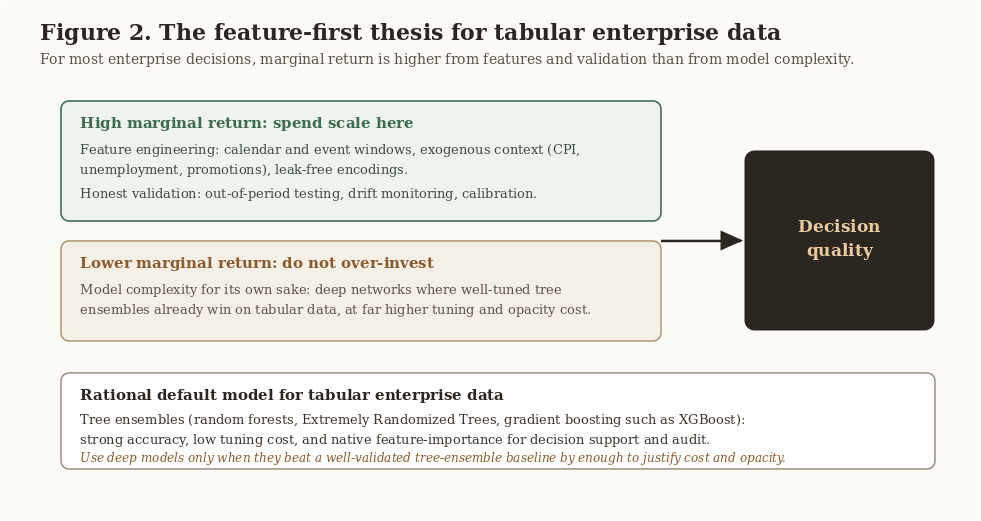 Figure 2. The feature-first thesis for tabular enterprise data
For most enterprise decisions, marginal return is higher from features and validation than from model complexity.
High marginal return: spend scale here
Feature engineering: calendar and event windows, exogenous context (CPI,
unemployment, promotions), leak-free encodings.
Honest validation: out-of-period testing, drift monitoring, calibration.
Lower marginal return: do not over-invest
Model complexity for its own sake: deep networks where well-tuned tree
ensembles already win on tabular data, at far higher tuning and opacity cost.
Decision
quality
Rational default model for tabular enterprise data
Tree ensembles (random forests, Extremely Randomized Trees, gradient boosting such as XGBoost):
strong accuracy, low tuning cost, and native feature-importance for decision support and audit.
Use deep models only when they beat a well-validated tree-ensemble baseline by enough to justify cost and opacity.